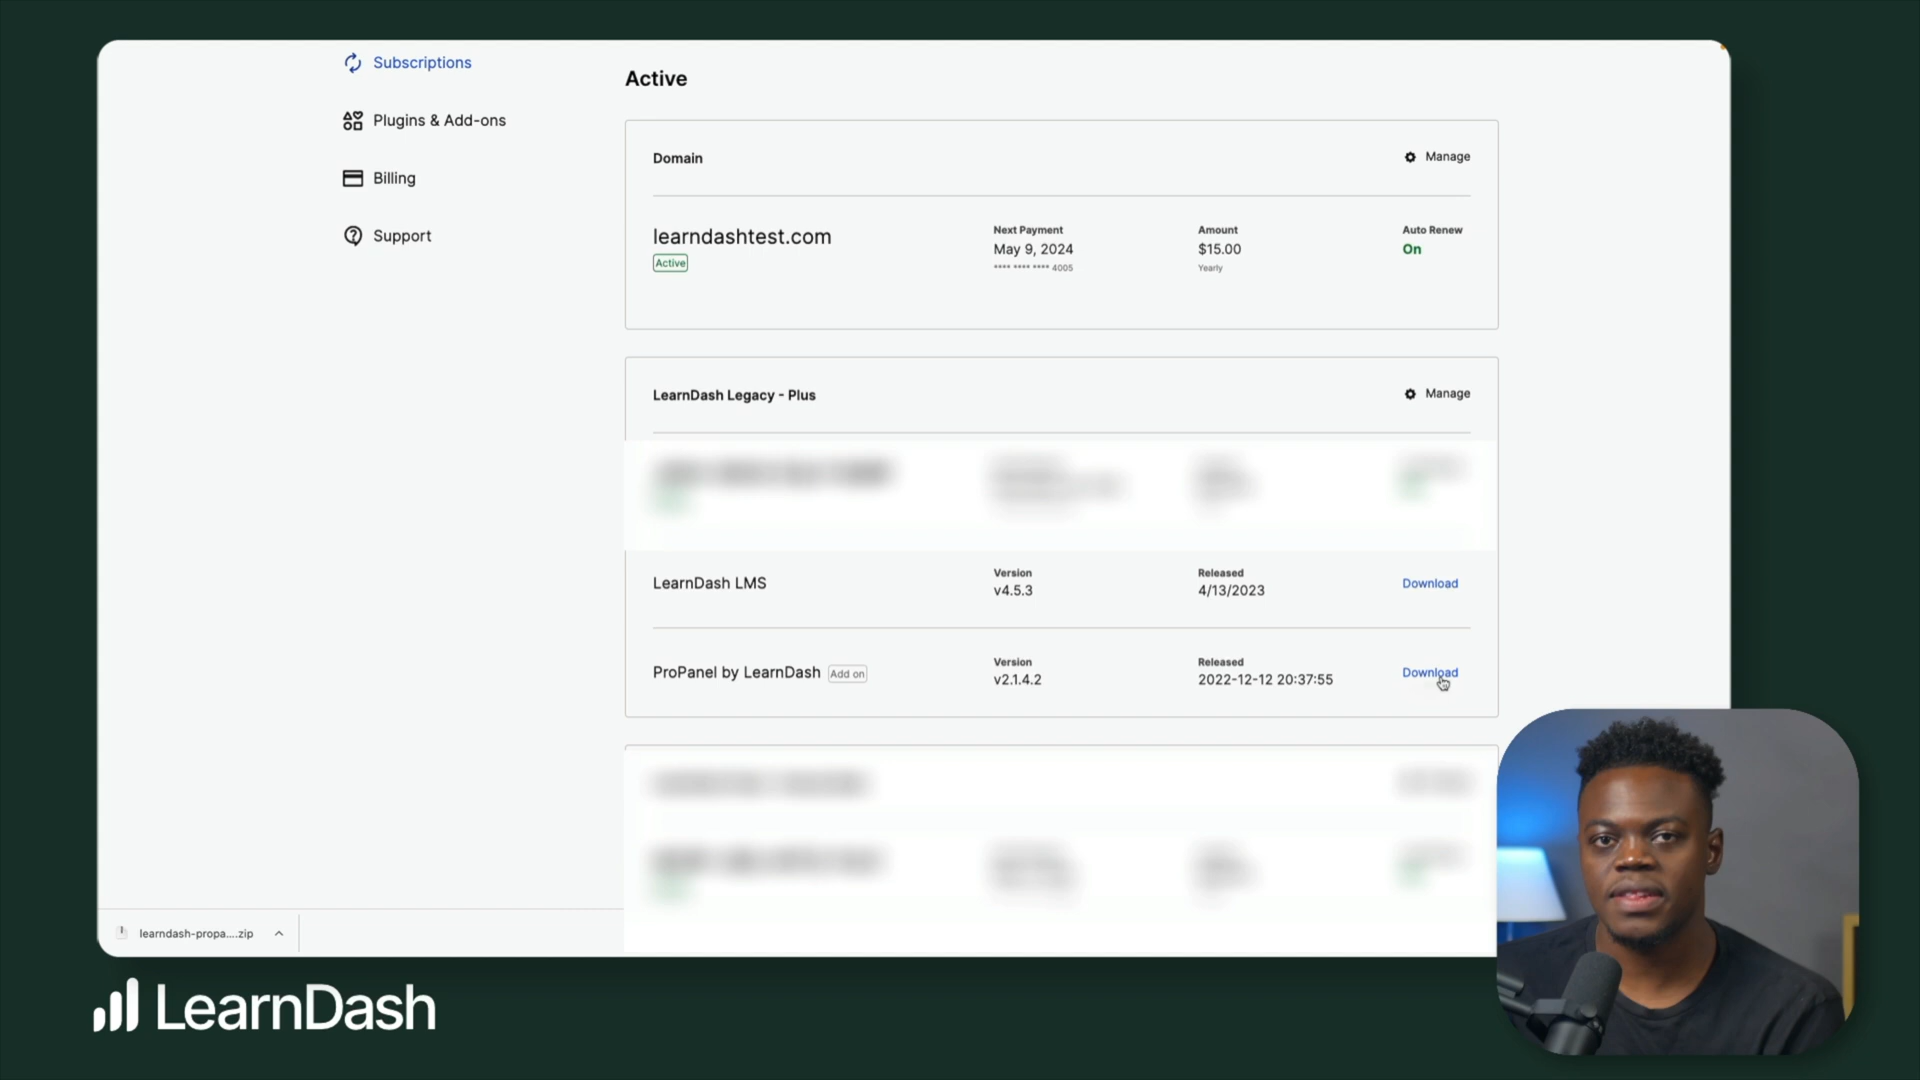 Subscriptions
Plugins & Add-ons
Billing
Support
Active
Domain
Manage
learndashtest.com
Active
Next Payment
May 9, 2024
**** **** **** 4005
Amount
$15.00
Yearly
Auto Renew
On
LearnDash Legacy - Plus
Manage
LearnDash LMS
Version
v4.5.3
Released
4/13/2023
Download
ProPanel by LearnDash
Add on
Version
v2.1.4.2
Released
2022-12-12 20:37:55
Download
learndash-propa....zip
LearnDash